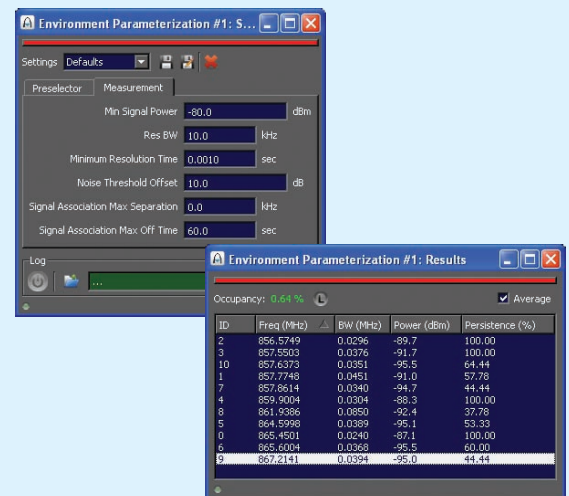 Environment Parameterization #1: S...
Settings Defaults
Preselector Measurement
Min Signal Power -80.0 dBm
Res BW 10.0 kHz
Minimum Resolution Time 0.0010 sec
Noise Threshold Offset 10.0 dB
Signal Association Max Separation 0.0 kHz
Signal Association Max Off Time 60.0 sec
Log
...
Environment Parameterization #1: Results
Occupancy: 0.64 % L Average
ID Freq (MHz) BW (MHz) Power (dBm) Persistence (%)
2 856.5749 0.0296 -89.7 100.00
3 857.5503 0.0376 -91.7 100.00
10 857.6373 0.0351 -95.5 64.44
1 857.7748 0.0451 -91.0 57.78
7 857.8614 0.0340 -94.7 44.44
4 859.9004 0.0304 -88.3 100.00
8 861.9386 0.0850 -92.4 37.78
5 864.5998 0.0389 -95.1 53.33
0 865.4501 0.0240 -87.1 100.00
6 865.6004 0.0368 -95.5 60.00
9 867.2141 0.0394 -95.0 44.44